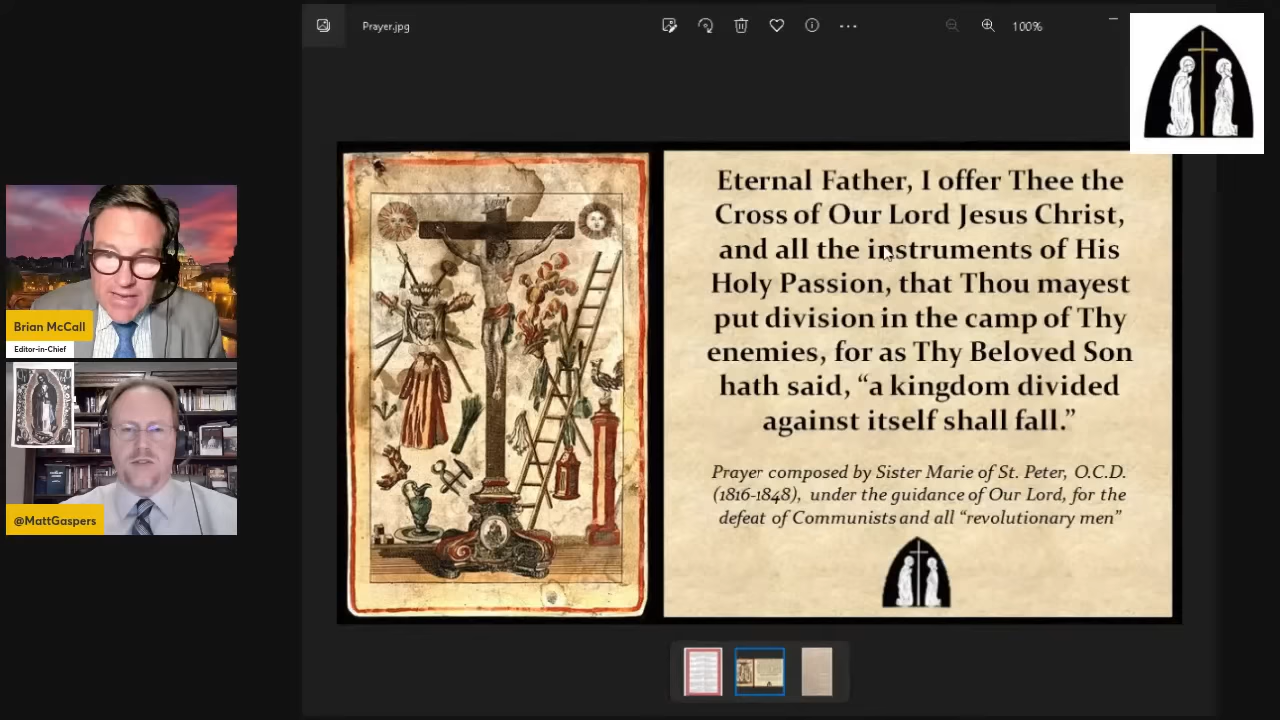 Prayer.jpg
100%
Eternal Father, I offer Thee the
Cross of Our Lord Jesus Christ,
and all the instruments of His
Holy Passion, that Thou mayest
put division in the camp of Thy
enemies, for as Thy Beloved Son
hath said, “a kingdom divided
against itself shall fall.”
Prayer composed by Sister Marie of St. Peter, O.C.D.
(1816-1848), under the guidance of Our Lord, for the
defeat of Communists and all “revolutionary men”
Brian McCall
Editor-in-Chief
@MattGaspers